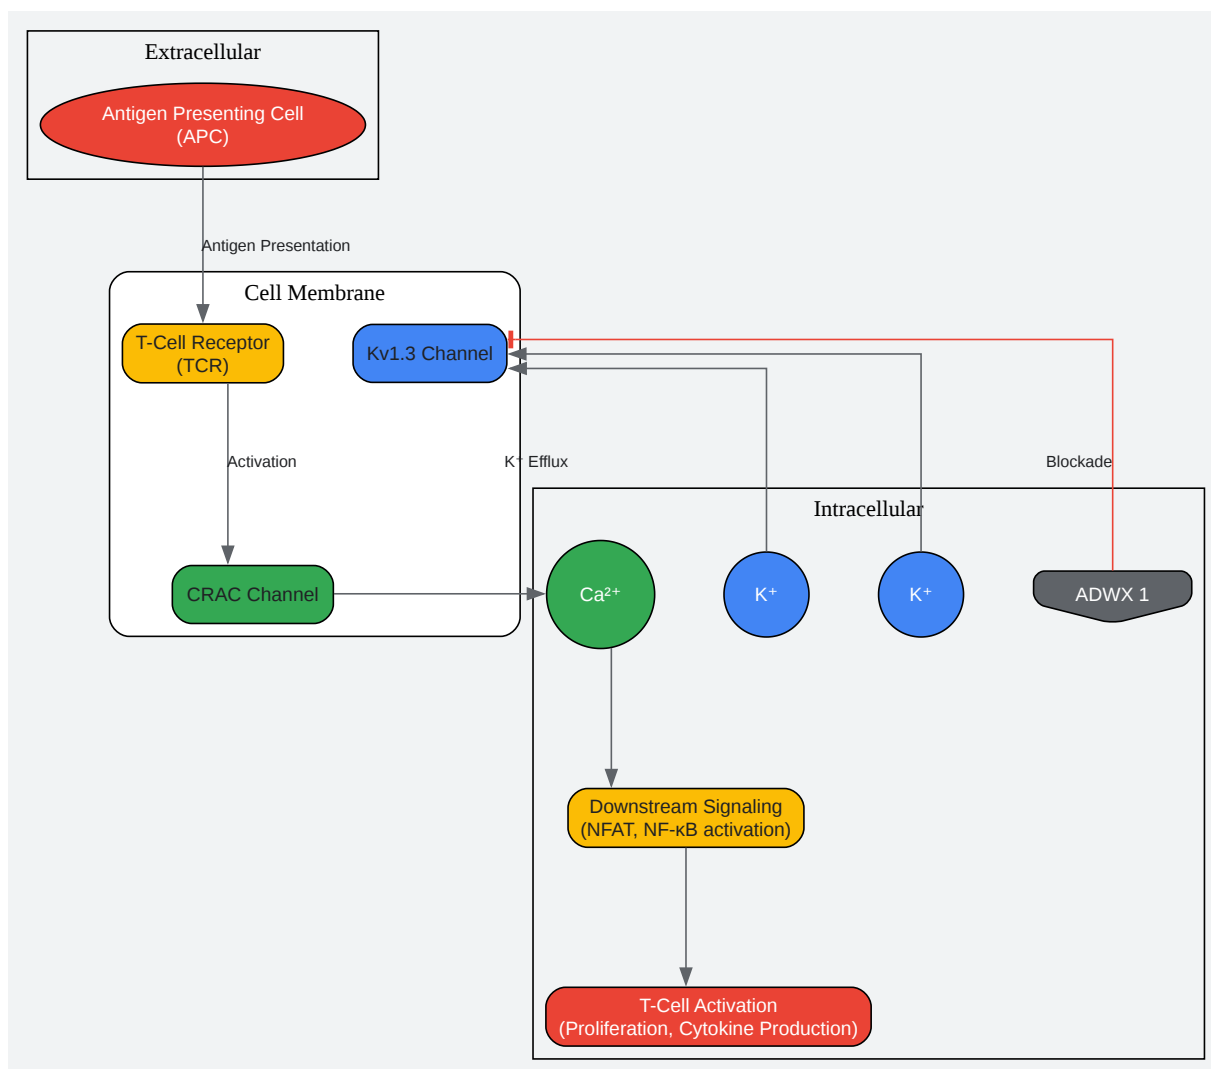 Extracellular
Antigen Presenting Cell
(APC)
Antigen Presentation
Cell Membrane
T-Cell Receptor
(TCR)
Kv1.3 Channel
Activation
K⁺ Efflux
Blockade
Intracellular
CRAC Channel
Ca²⁺
K⁺
K⁺
ADWX 1
Downstream Signaling
(NFAT, NF-κB activation)
T-Cell Activation
(Proliferation, Cytokine Production)